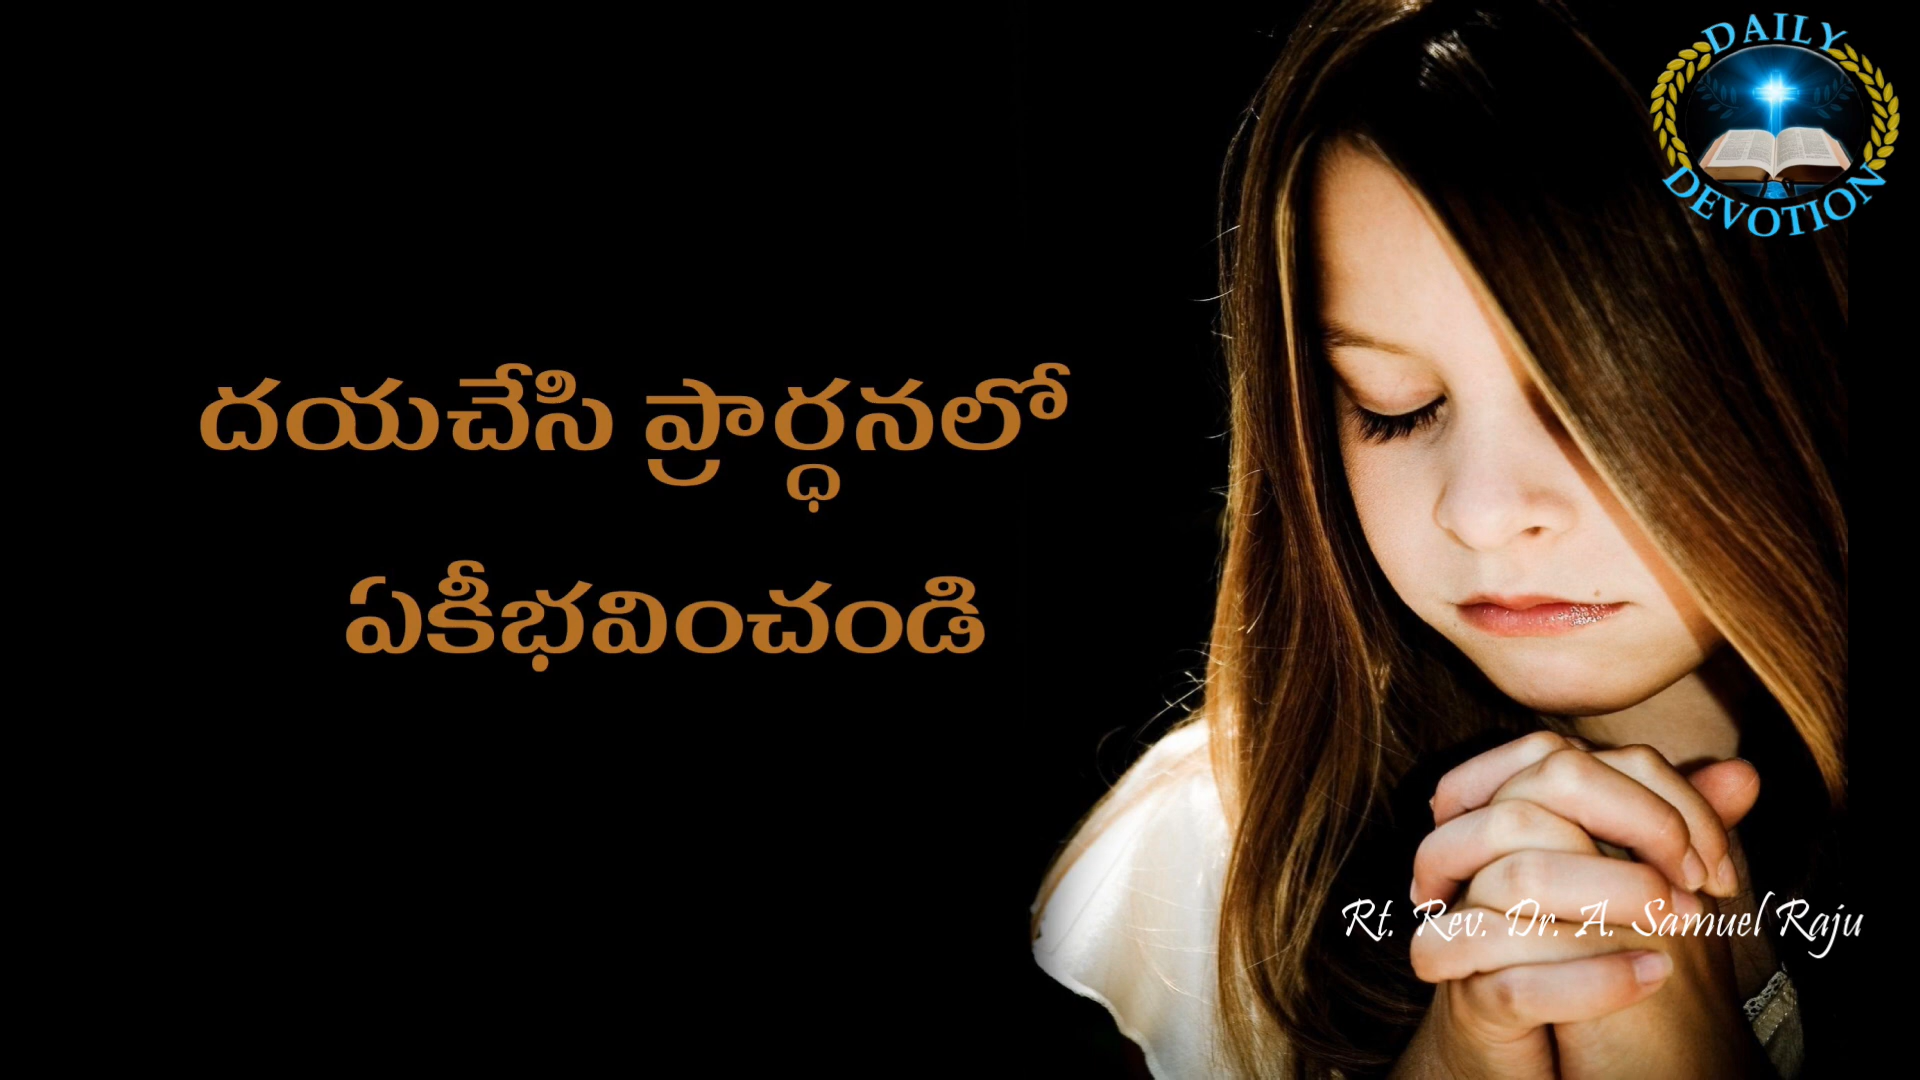 DAILY
DEVOTION
దయచేసి ప్రార్ధనలో
ఏకీభవించండి
Rt. Rev. Dr. A. Samuel Raju